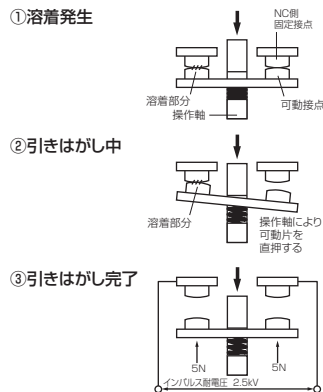 ①溶着発生
NC側
固定接点
溶着部分
可動接点
操作軸
②引きはがし中
溶着部分
操作軸により
可動片を
直押する
③引きはがし完了
5N
5N
インパルス耐電圧 2.5kV